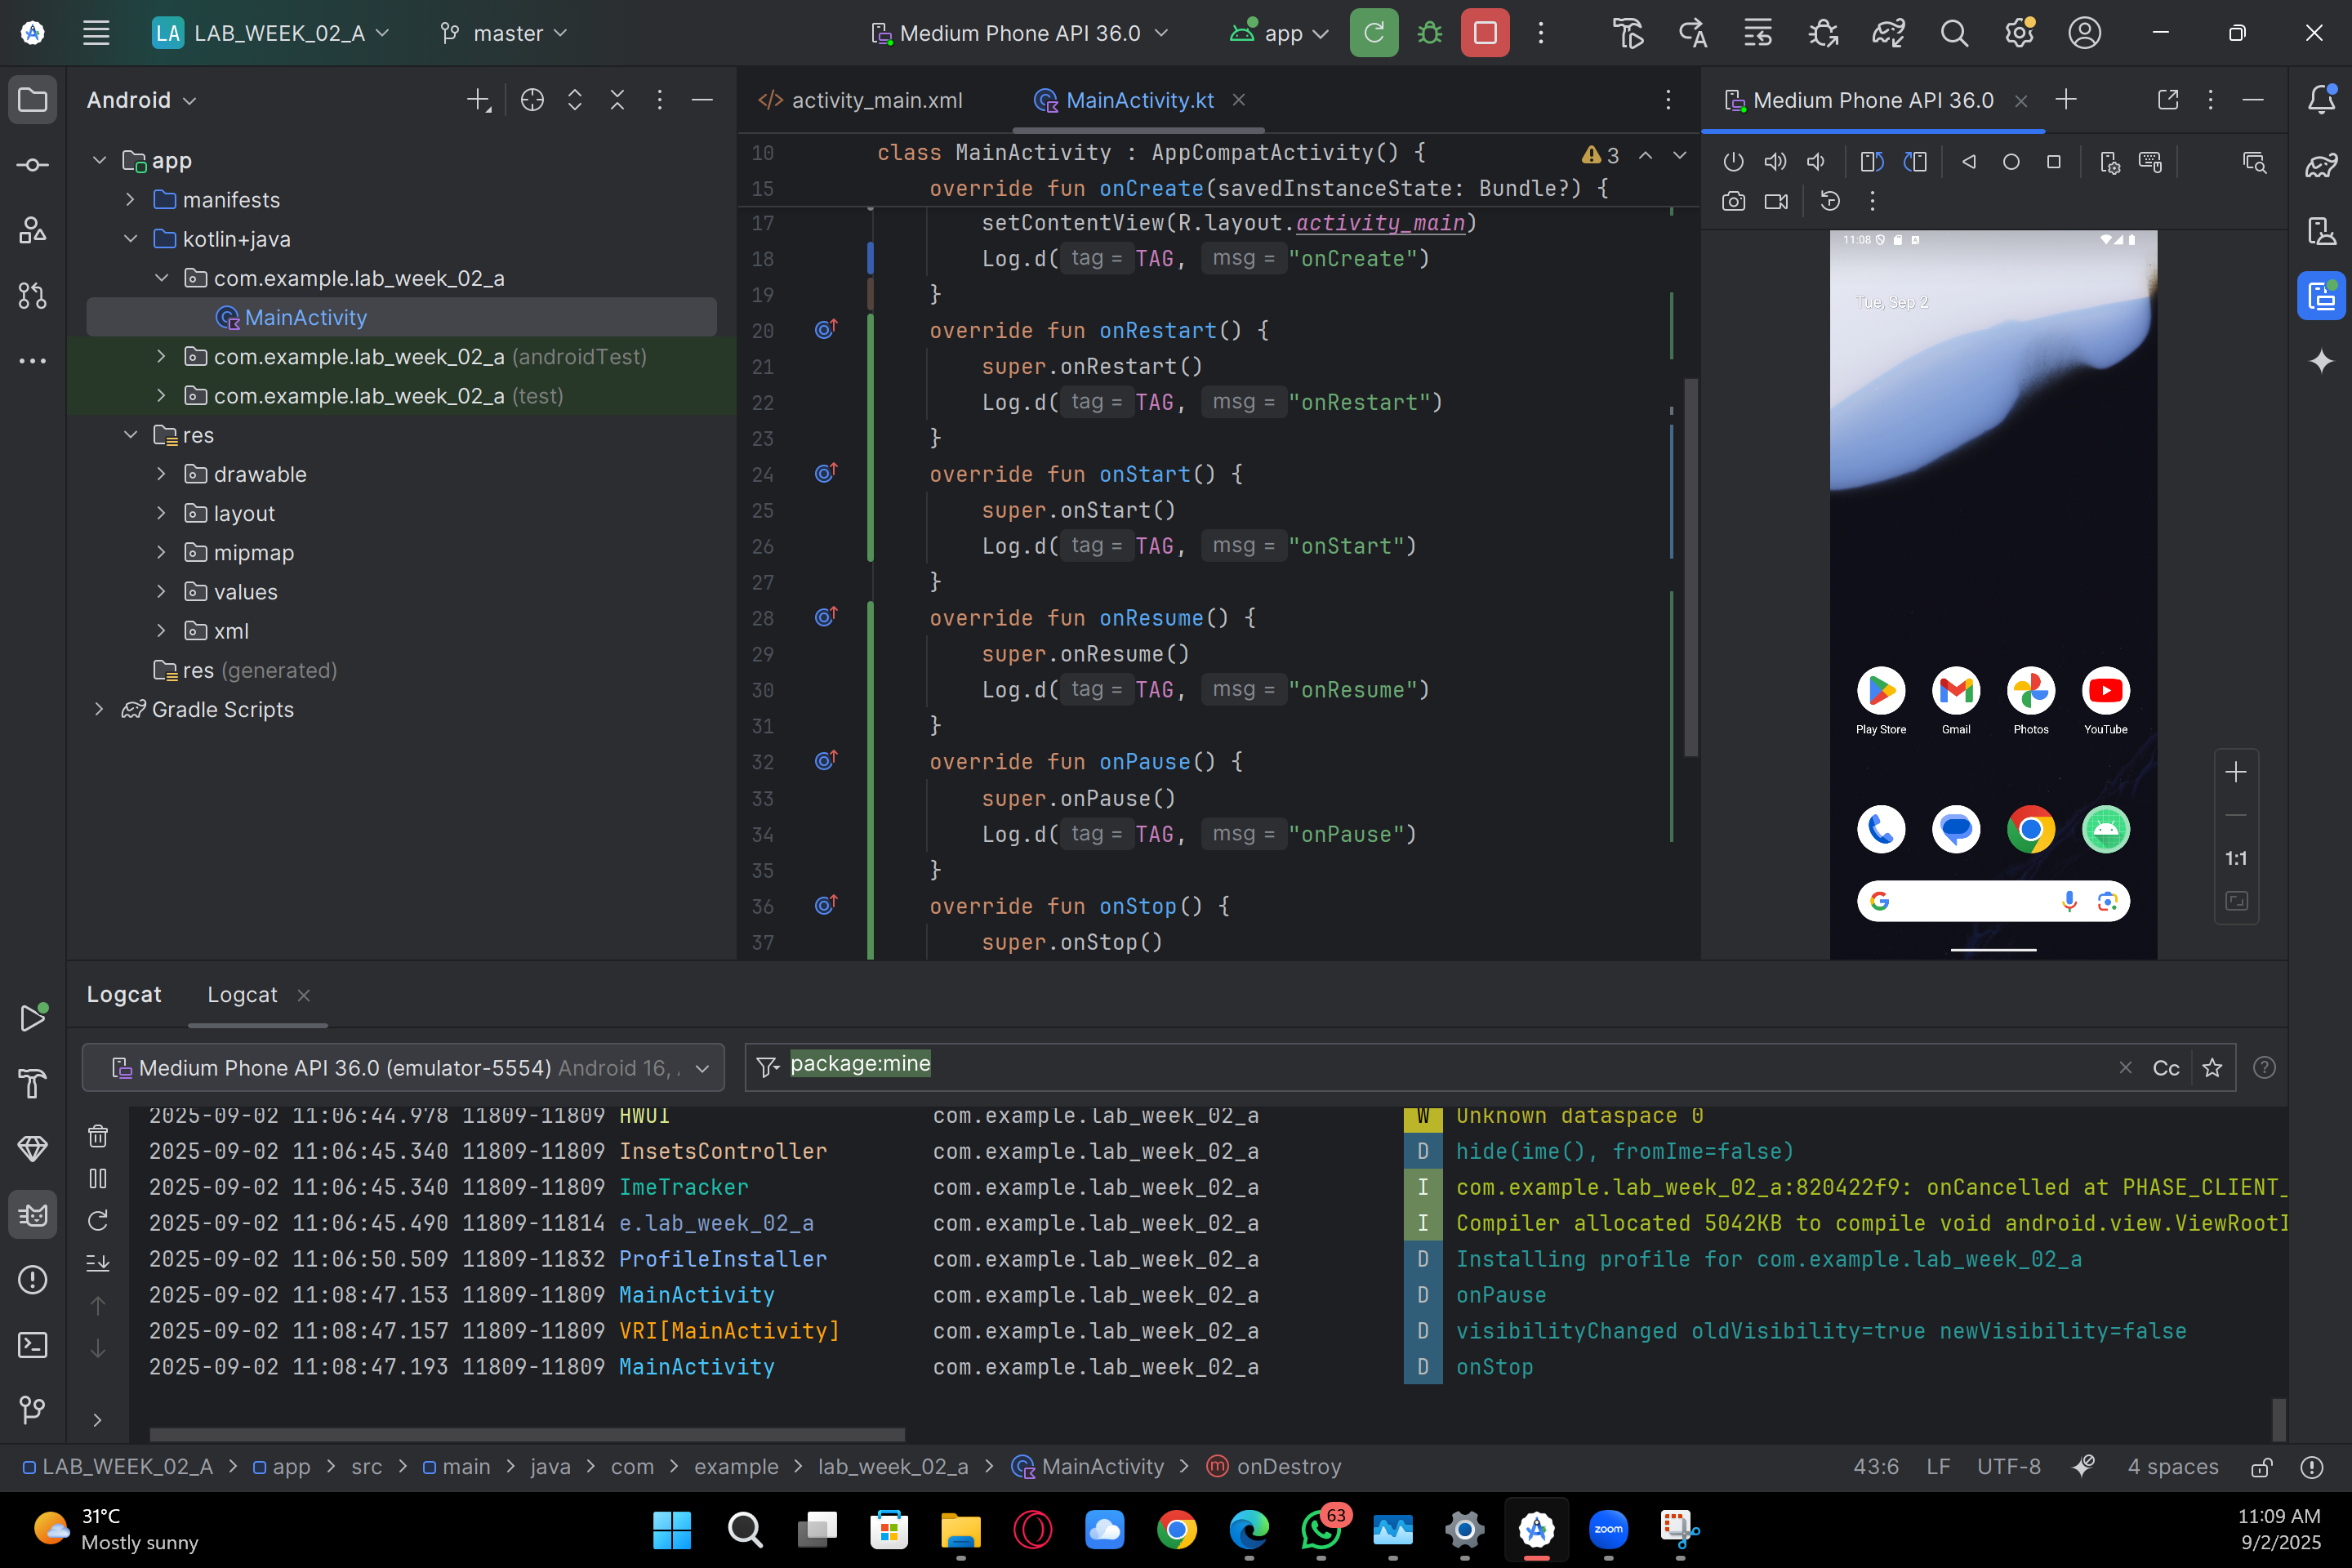 LA LAB_WEEK_02_A
master
Medium Phone API 36.0
app
Android
app
manifests
kotlin+java
com.example.lab_week_02_a
MainActivity
com.example.lab_week_02_a (androidTest)
com.example.lab_week_02_a (test)
res
drawable
layout
mipmap
values
xml
res (generated)
Gradle Scripts
activity_main.xml
MainActivity.kt
3
10 class MainActivity : AppCompatActivity() {
15 override fun onCreate(savedInstanceState: Bundle?) {
17 setContentView(R.layout.activity_main)
18 Log.d( tag = TAG, msg = "onCreate")
19 }
20 override fun onRestart() {
21 super.onRestart()
22 Log.d( tag = TAG, msg = "onRestart")
23 }
24 override fun onStart() {
25 super.onStart()
26 Log.d( tag = TAG, msg = "onStart")
27 }
28 override fun onResume() {
29 super.onResume()
30 Log.d( tag = TAG, msg = "onResume")
31 }
32 override fun onPause() {
33 super.onPause()
34 Log.d( tag = TAG, msg = "onPause")
35 }
36 override fun onStop() {
37 super.onStop()
Medium Phone API 36.0
11:08
Tue, Sep 2
Play Store
Gmail
Photos
YouTube
1:1
Logcat
Logcat
Medium Phone API 36.0 (emulator-5554) Android 16, .
package:mine
Cc
2025-09-02 11:06:44.978 11809-11809 HWUI com.example.lab_week_02_a W Unknown dataspace 0
2025-09-02 11:06:45.340 11809-11809 InsetsController com.example.lab_week_02_a D hide(ime(), fromIme=false)
2025-09-02 11:06:45.340 11809-11809 ImeTracker com.example.lab_week_02_a I com.example.lab_week_02_a:820422f9: onCancelled at PHASE_CLIENT_
2025-09-02 11:06:45.490 11809-11814 e.lab_week_02_a com.example.lab_week_02_a I Compiler allocated 5042KB to compile void android.view.ViewRootI
2025-09-02 11:06:50.509 11809-11832 ProfileInstaller com.example.lab_week_02_a D Installing profile for com.example.lab_week_02_a
2025-09-02 11:08:47.153 11809-11809 MainActivity com.example.lab_week_02_a D onPause
2025-09-02 11:08:47.157 11809-11809 VRI[MainActivity] com.example.lab_week_02_a D visibilityChanged oldVisibility=true newVisibility=false
2025-09-02 11:08:47.193 11809-11809 MainActivity com.example.lab_week_02_a D onStop
LAB_WEEK_02_A > app > src > main > java > com > example > lab_week_02_a > MainActivity > onDestroy
43:6 LF UTF-8 4 spaces
31°C
Mostly sunny
63
zoom
11:09 AM
9/2/2025